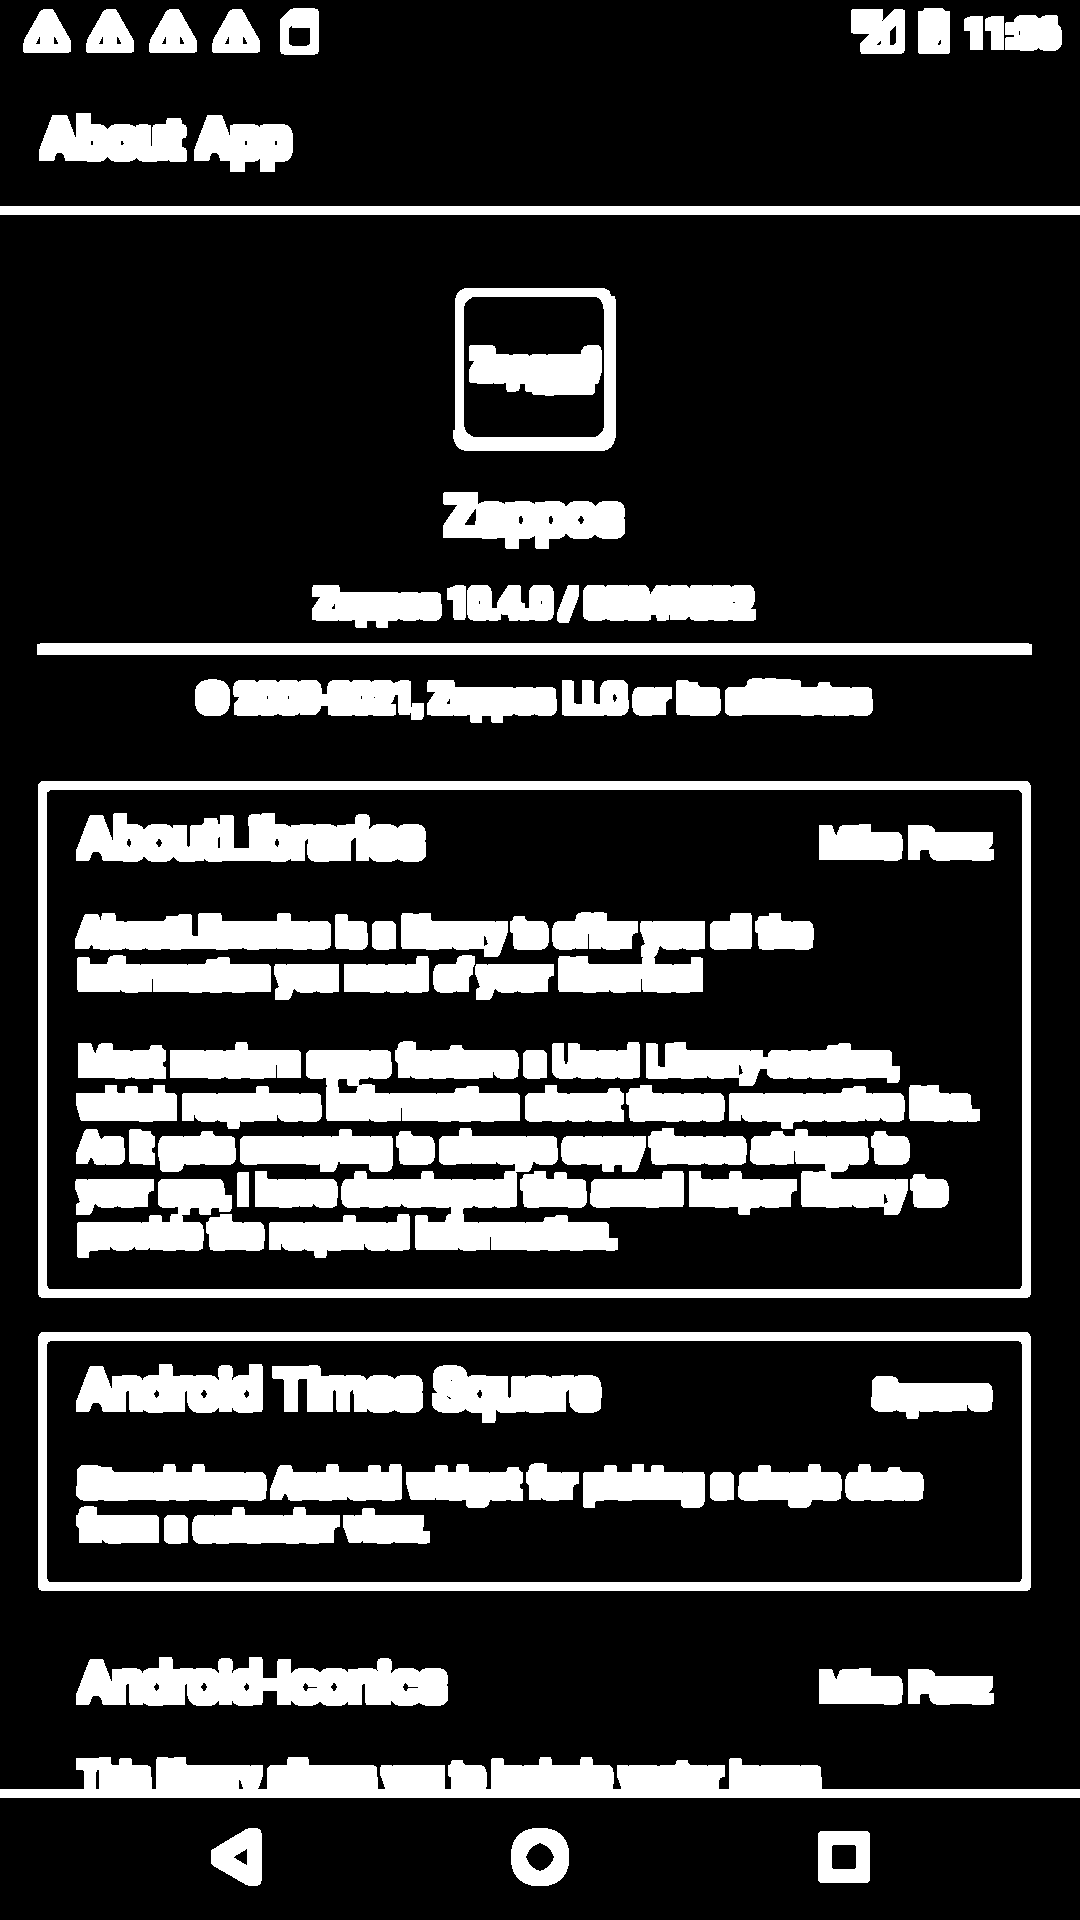 11:36
About App
Zappos
Zappos
Zappos 10.4.0 /
© 2009-2021, Zappos LLC or its affiliates
AboutLibraries
Mike Penz
AboutLibraries is a library to offer you all the
information you need of your libraries!
Most modern apps feature a Used Library-section,
which requires information about those respective libs.
As it gets annoying to always copy those strings to
your app, I have developed this small helper library to
provide the required information.
Android Times Square
Square
Standalone Android widget for picking a single date
from a calendar view.
Android-Iconics
Mike Penz
This library allows you to include vector icons